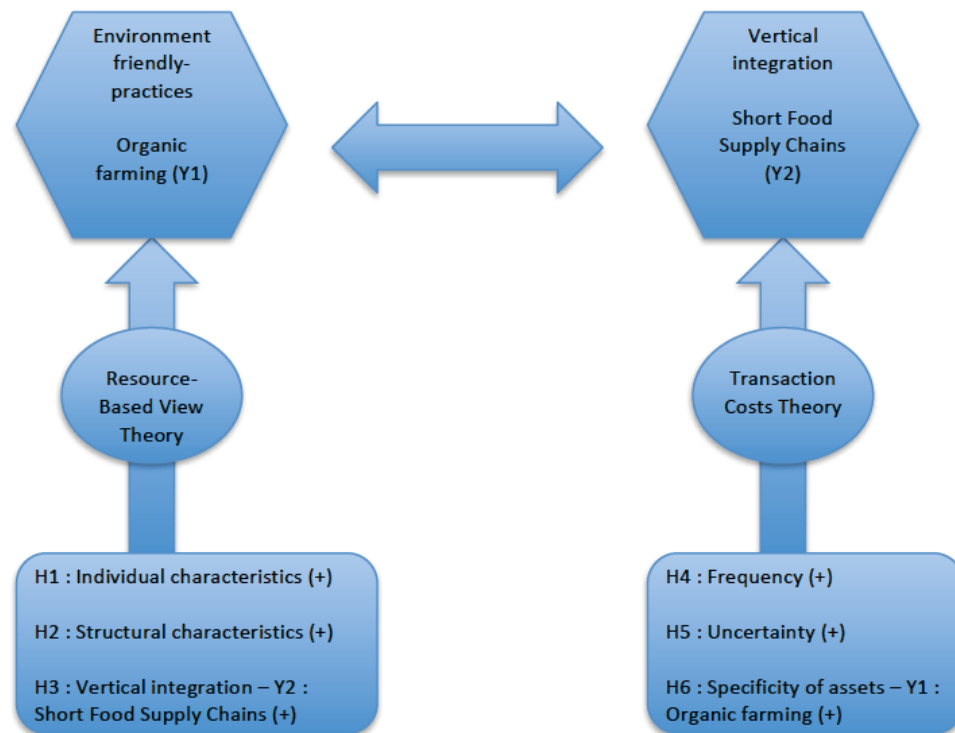 Environment
friendly-
practices
Organic
farming (Y1)
Vertical
integration
Short Food
Supply Chains
(Y2)
Resource-
Based View
Theory
Transaction
Costs Theory
H1 : Individual characteristics (+)
H2 : Structural characteristics (+)
H3 : Vertical integration – Y2 :
Short Food Supply Chains (+)
H4 : Frequency (+)
H5 : Uncertainty (+)
H6 : Specificity of assets – Y1 :
Organic farming (+)